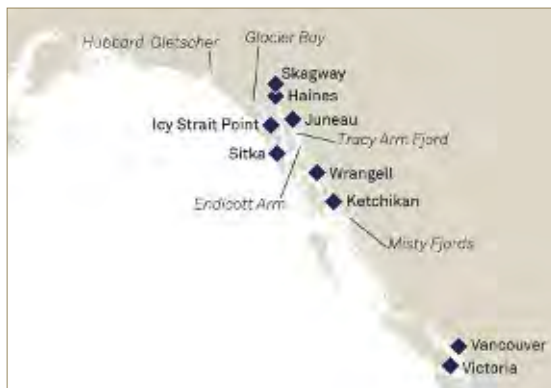 Hubbard Gletscher
Glacier Bay
Skagway
Haines
Icy Strait Point
Juneau
Tracy Arm Fjord
Sitka
Wrangell
Endicott Arm
Ketchikan
Misty Fjords
Vancouver
Victoria